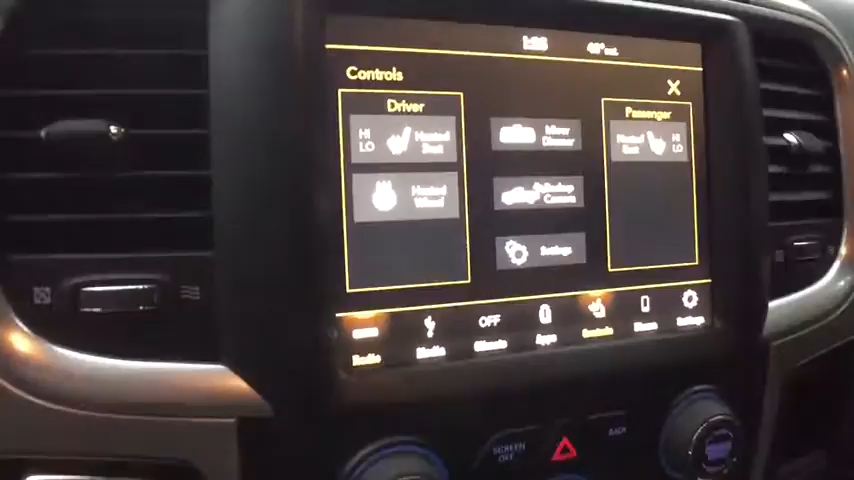 Controls
Driver
Passenger
HI
LO
Heated
Seat
Mirror
Dimmer
Heated
Seat
HI
LO
Heated
Wheel
Backup
Camera
Settings
Radio
Media
OFF
Climate
Apps
Controls
Phone
Settings
SCREEN
OFF
BACK